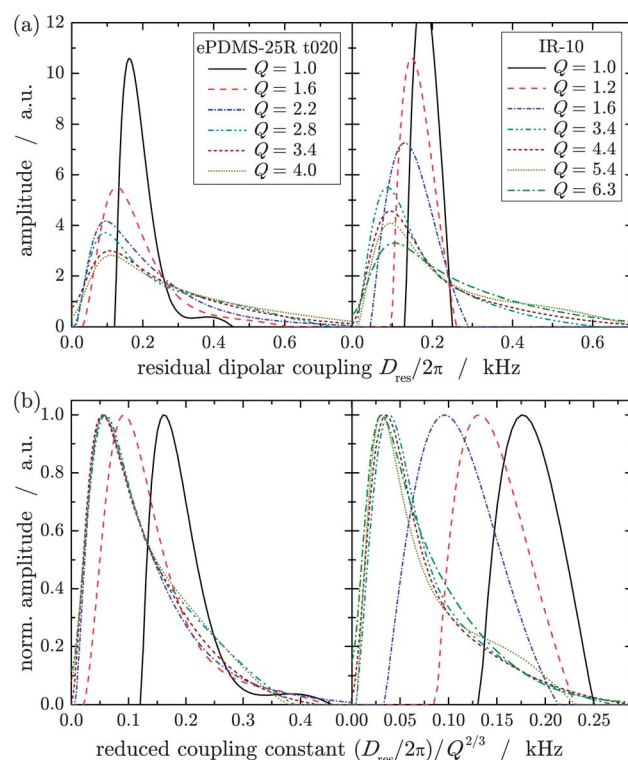 (a)
12
10
8
6
4
2
0
amplitude / a.u.
ePDMS-25R t020
Q = 1.0
Q = 1.6
Q = 2.2
Q = 2.8
Q = 3.4
Q = 4.0
IR-10
Q = 1.0
Q = 1.2
Q = 1.6
Q = 3.4
Q = 4.4
Q = 5.4
Q = 6.3
0.0 0.2 0.4 0.6 0.0 0.2 0.4 0.6
residual dipolar coupling D_res/2π / kHz
(b)
1.0
0.8
0.6
0.4
0.2
0.0
norm. amplitude / a.u.
0.0 0.1 0.2 0.3 0.4 0.00 0.05 0.10 0.15 0.20 0.25
reduced coupling constant (D_res/2π)/Q^2/3 / kHz